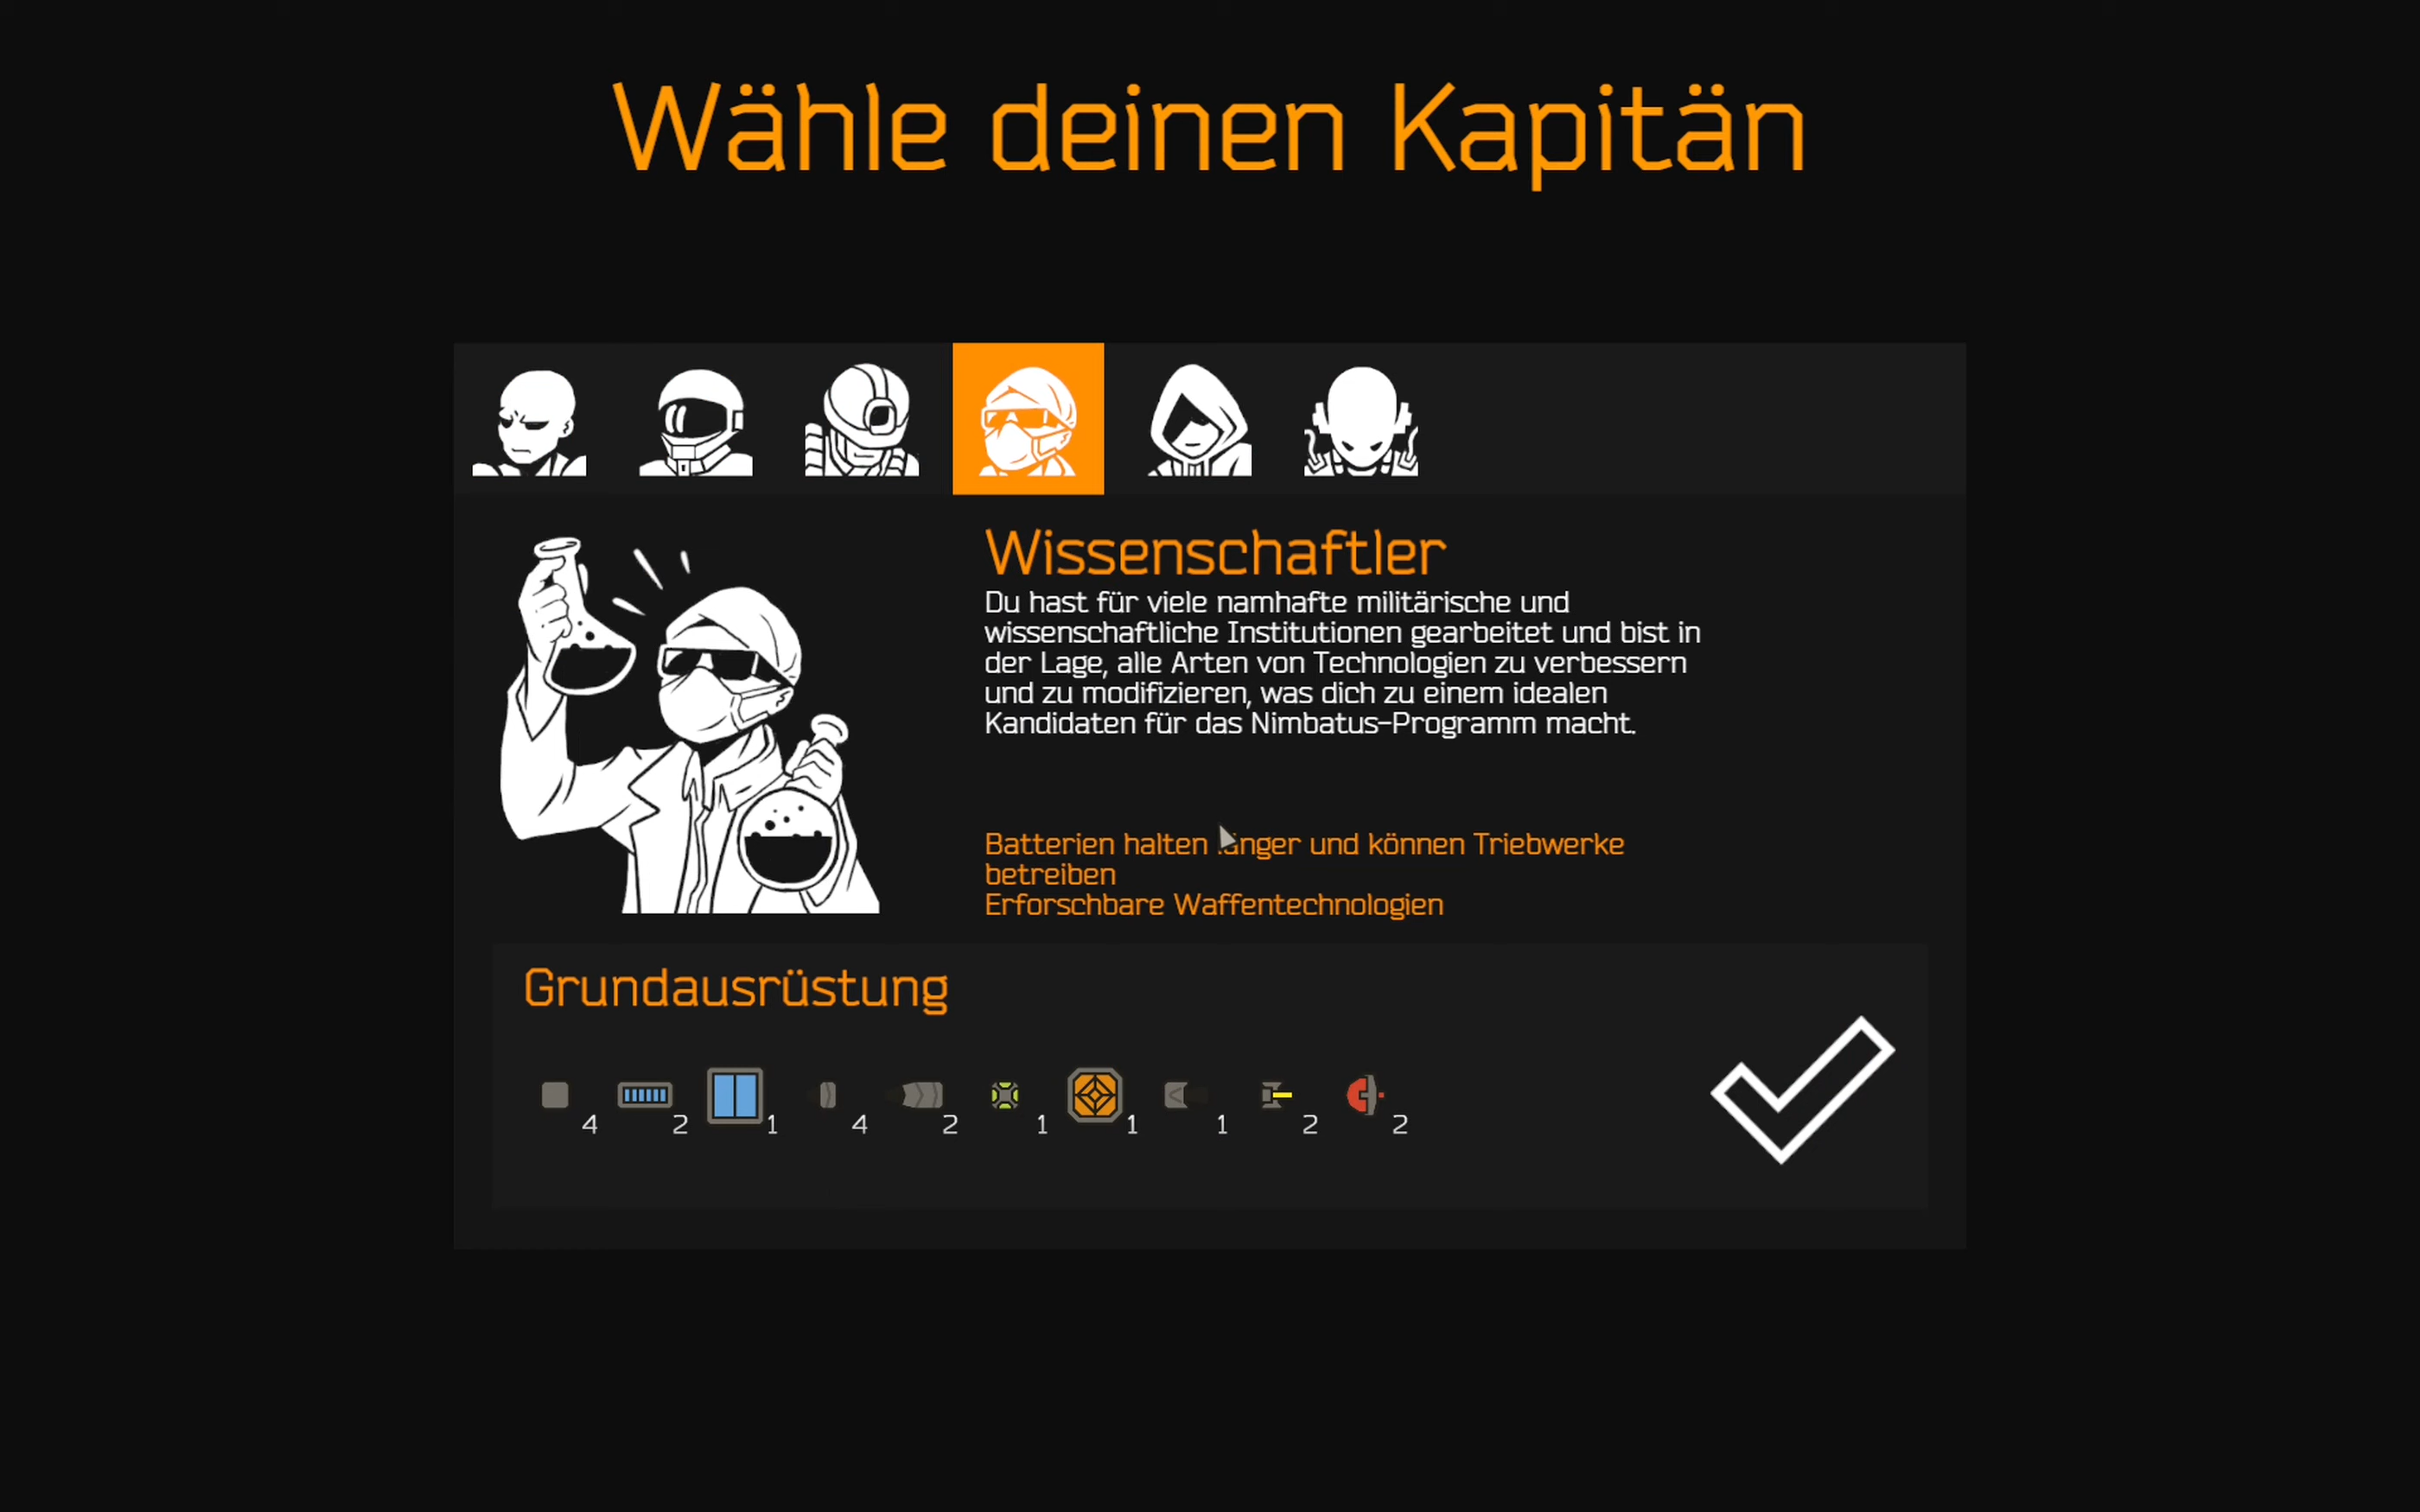 Wähle deinen Kapitän
Wissenschaftler
Du hast für viele namhafte militärische und
wissenschaftliche Institutionen gearbeitet und bist in
der Lage, alle Arten von Technologien zu verbessern
und zu modifizieren, was dich zu einem idealen
Kandidaten für das Nimbatus-Programm macht.
Batterien halten länger und können Triebwerke
betreiben
Erforschbare Waffentechnologien
Grundausrüstung
4 2 1 4 2 1 1 1 2 2